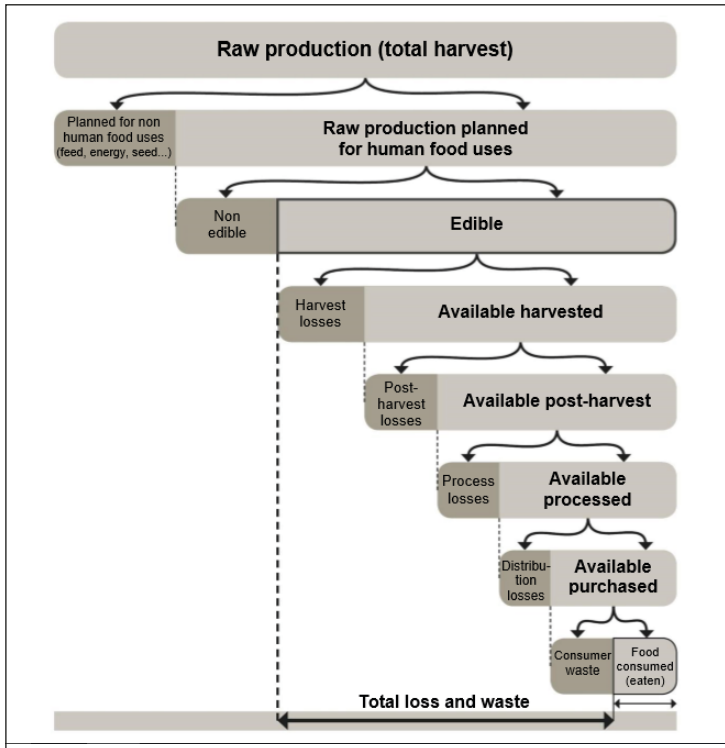 Raw production (total harvest)
Planned for non
human food uses
(feed, energy, seed...)
Raw production planned
for human food uses
Non
edible
Edible
Harvest
losses
Available harvested
Post-
harvest
losses
Available post-harvest
Process
losses
Available
processed
Distribu-
tion
losses
Available
purchased
Consumer
waste
Food
consumed
(eaten)
Total loss and waste